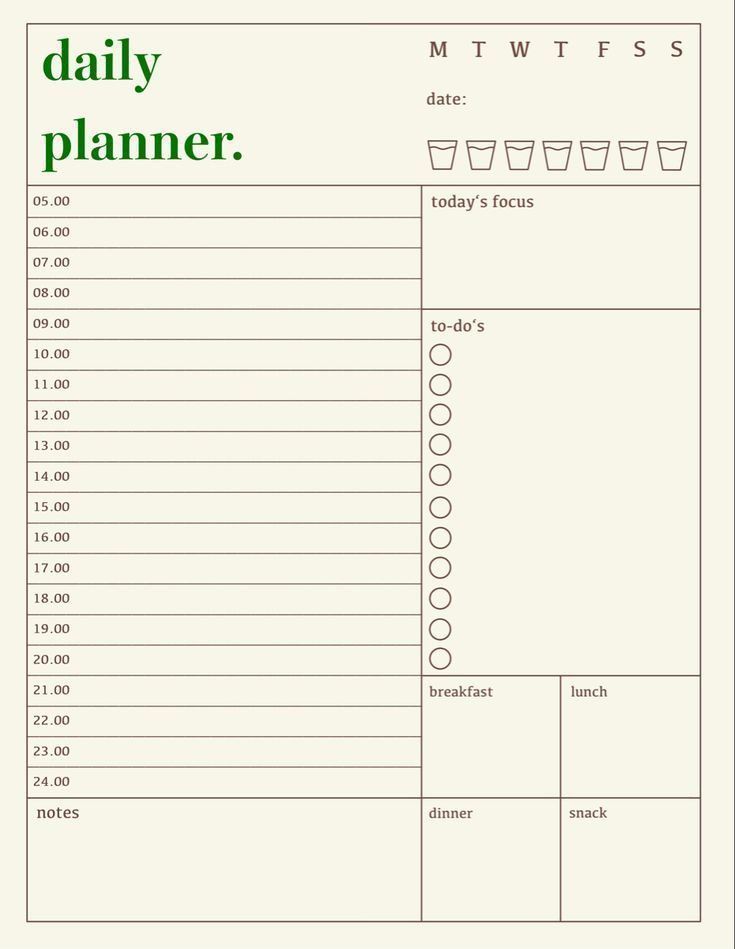 daily
planner.
M T W T F S S
date:
05.00
06.00
07.00
08.00
09.00
10.00
11.00
12.00
13.00
14.00
15.00
16.00
17.00
18.00
19.00
20.00
21.00
22.00
23.00
24.00
notes
today‘s focus
to-do‘s
breakfast
lunch
dinner
snack